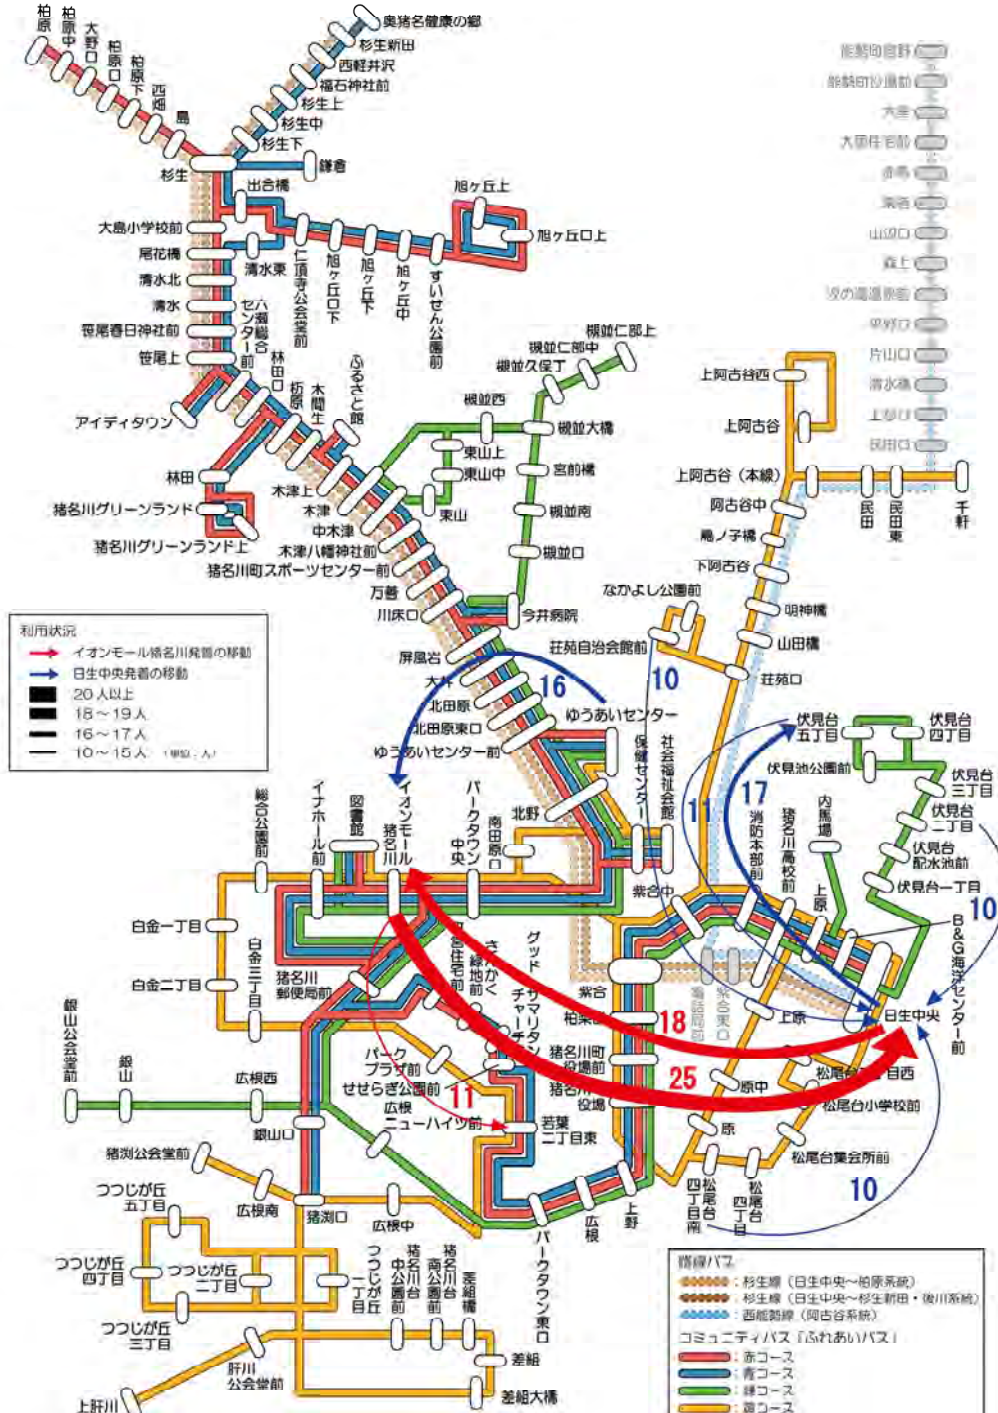 柏原
柏原中
大野口
柏原口
柏原下
西畑
島
杉生
奥猪名健康の郷
杉生新田
西軽井沢
福石神社前
杉生上
杉生中
杉生下
鎌倉
出合橋
大島小学校前
尾花橋
清水東
清水北
清水
笹尾春日神社前
笹尾上
仁頂寺公会堂前
旭ヶ丘口下
旭ヶ丘下
旭ヶ丘中
すいせん公園前
旭ヶ丘上
旭ヶ丘口上
アイディタウン
六瀬総合センター前
林田口
栃原
木間生
ふるさと館
林田
猪名川グリーンランド
猪名川グリーンランド上
木津上
木津
中木津
木津八幡神社前
猪名川町スポーツセンター前
万善
川床口
屏風岩
大井
北田原
北田原東口
ゆうあいセンター前
槻並西
東山上
東山中
東山
槻並久保丁
槻並仁部中
槻並仁部上
槻並大橋
宮前橋
槻並南
槻並口
今井病院
上阿古谷西
上阿古谷
上阿古谷（本線）
民田
民田東
千軒
阿古谷中
下阿古谷
明神橋
山田橋
荘苑口
なかよし公園前
荘苑自治会館前
大里
森上
山辺口
平野口
片山口
清水橋
民田口
利用状況
イオンモール猪名川発着の移動
日生中央発着の移動
20人以上
18～19人
16～17人
10～15人 （単位：人）
16
10
11
17
10
ゆうあいセンター
保健センター
社会福祉会館
北野
紫合中
消防本部前
猪名川高校前
上原
内馬場
伏見台五丁目
伏見台四丁目
伏見池公園前
伏見台三丁目
伏見台二丁目
伏見台配水池前
伏見台一丁目
B&G海洋センター前
日生中央
総合公園前
イナホール前
図書館
イオンモール猪名川
パークタウン中央
南田原口
白金一丁目
白金二丁目
白金三丁目
猪名川郵便局前
グッドサマリタンチャーチ
紫合
紫合東口
猪名川町役場前
18
25
11
10
上原
原中
原
松尾台小学校前
松尾台集会所前
松尾台四丁目
松尾台四丁目南
銀山公会堂前
銀山
広根西
銀山口
パークプラザ前
せせらぎ公園前
広根ニューハイツ前
若葉二丁目東
猪渕公会堂前
広根南
猪渕口
広根中
パークタウン東口
広根
上野
つつじが丘五丁目
つつじが丘四丁目
つつじが丘二丁目
つつじが丘三丁目
つつじが丘一丁目
猪名川台中公園前
猪名川台南公園前
差組橋
差組
差組大橋
肝川公会堂前
上肝川
路線バス
：杉生線（日生中央～柏原系統）
：杉生線（日生中央～杉生新田・後川系統）
：西能勢線（阿古谷系統）
コミュニティバス「ふれあいバス」
：赤コース
：青コース
：緑コース
：黄コース